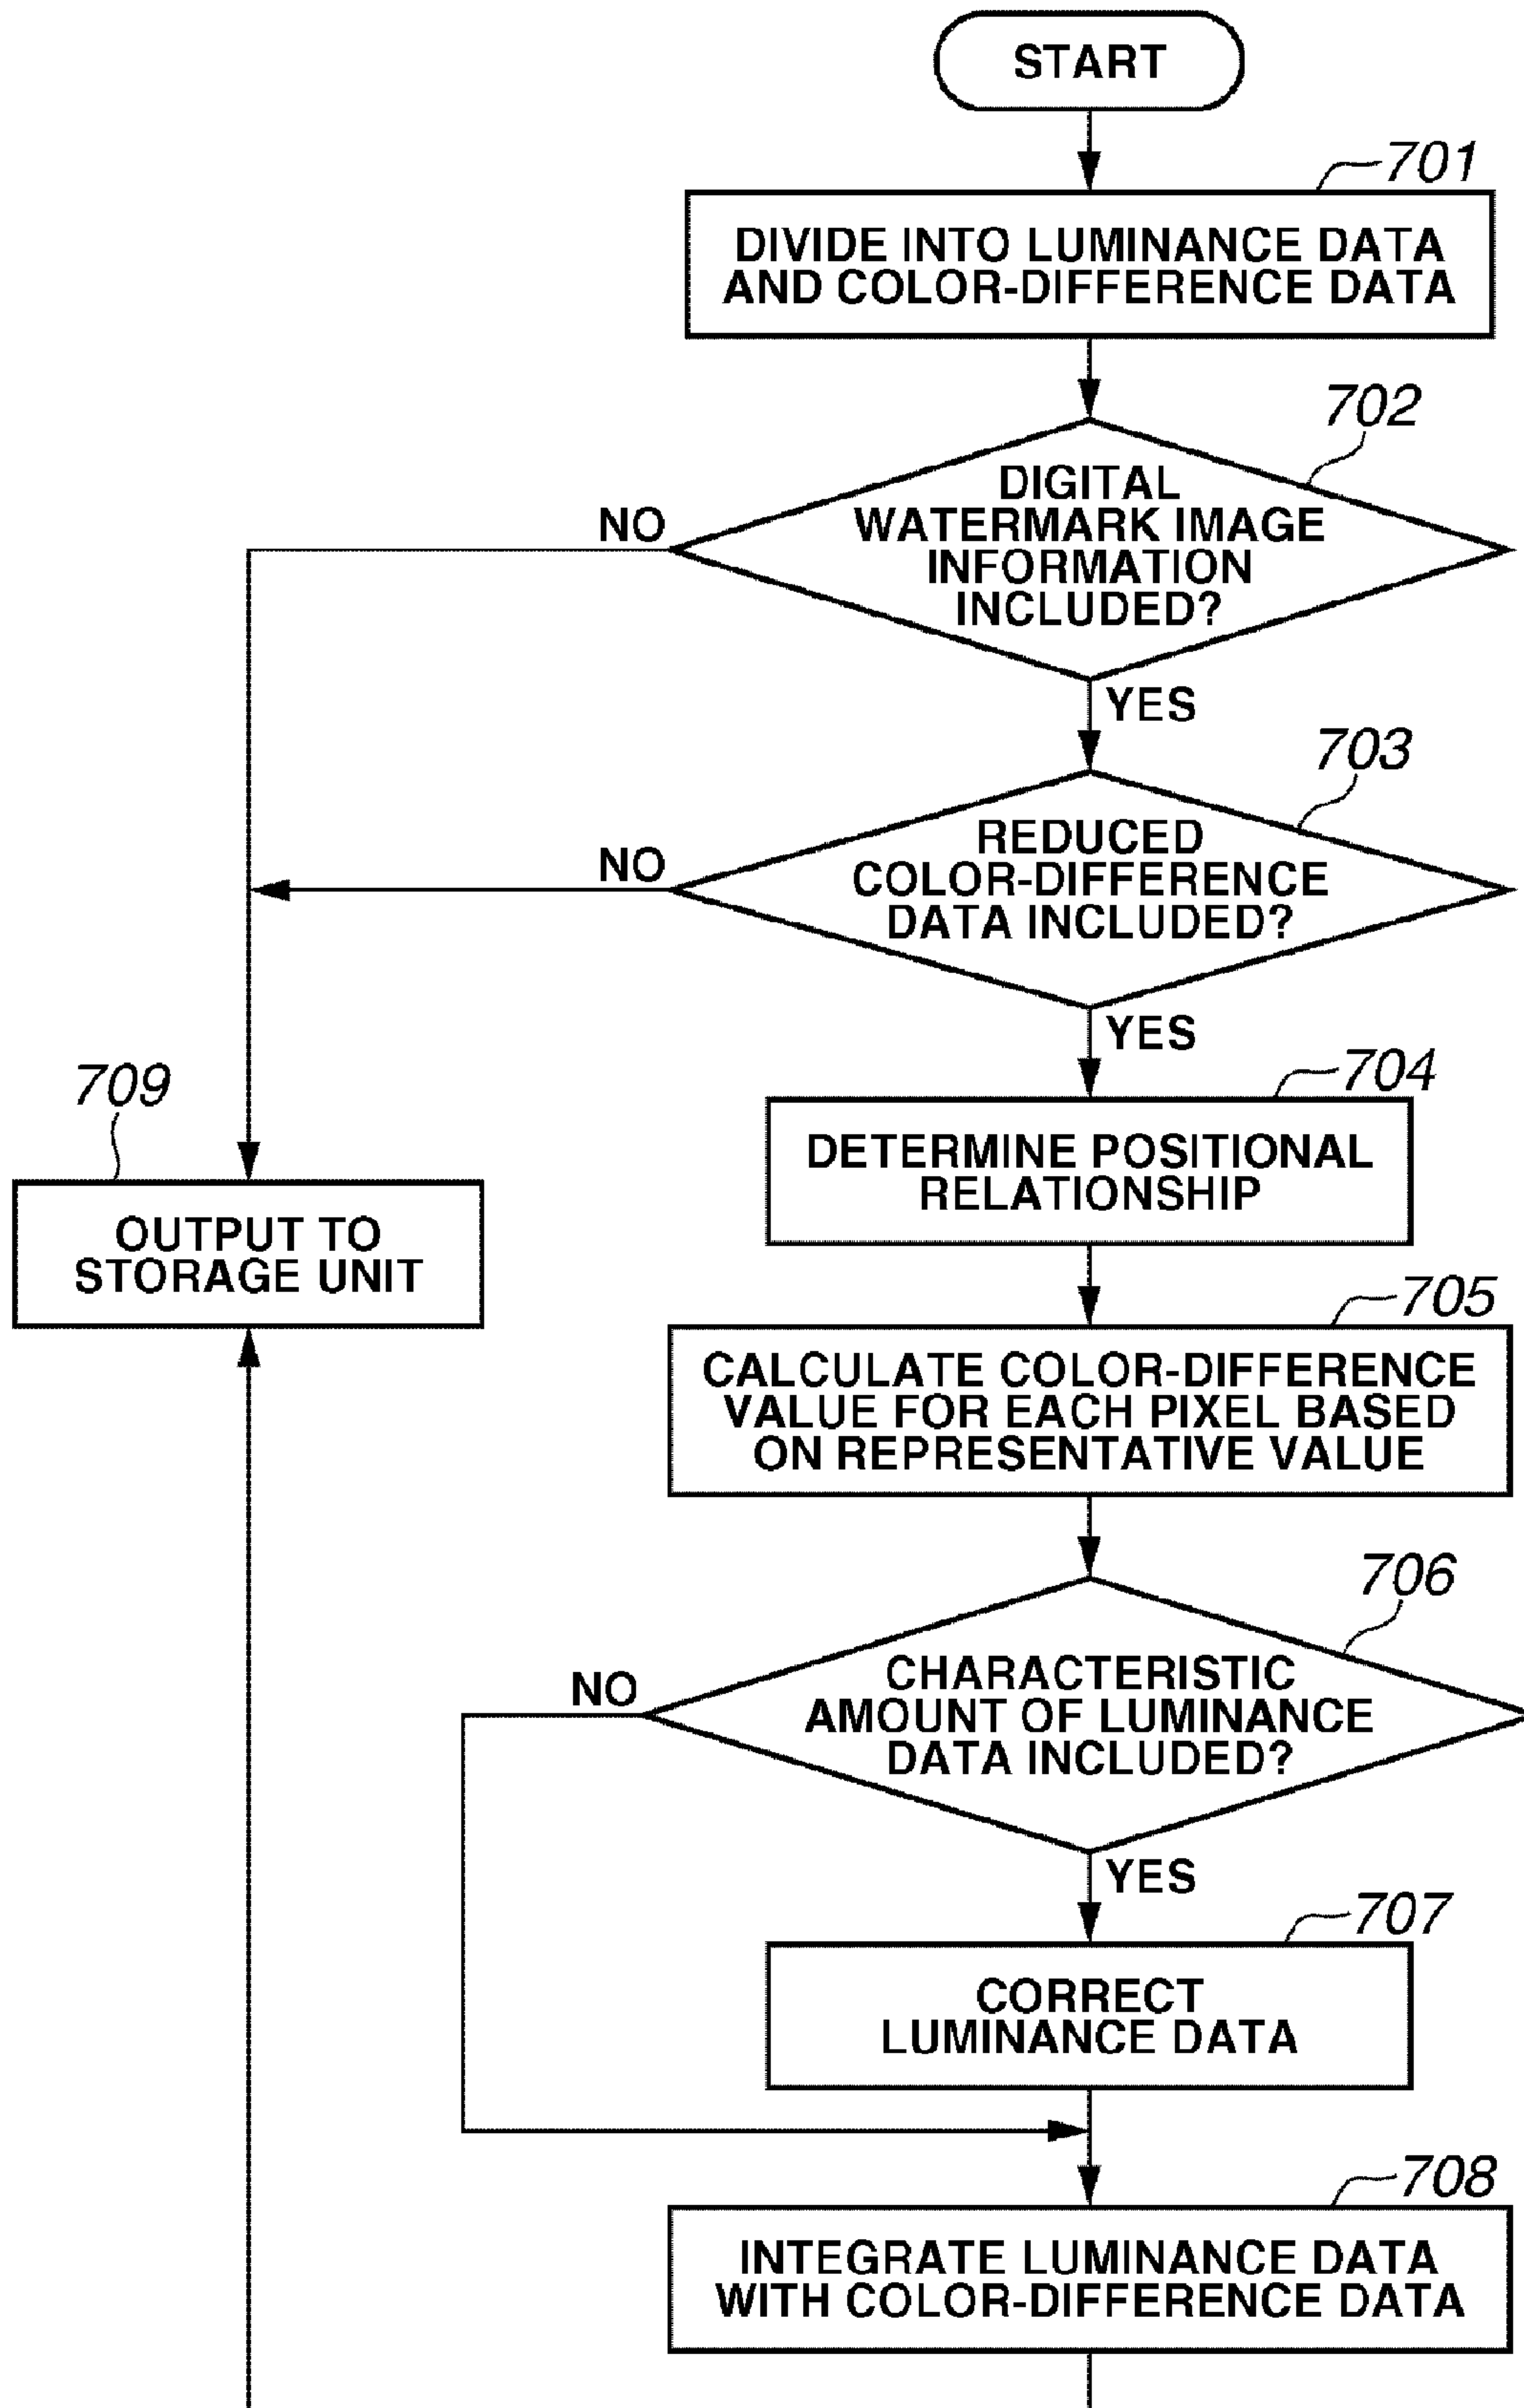 START
701
DIVIDE INTO LUMINANCE DATA
AND COLOR-DIFFERENCE DATA
702
DIGITAL
WATERMARK IMAGE
INFORMATION
INCLUDED?
NO
YES
703
REDUCED
COLOR-DIFFERENCE
DATA INCLUDED?
NO
YES
704
DETERMINE POSITIONAL
RELATIONSHIP
709
OUTPUT TO
STORAGE UNIT
705
CALCULATE COLOR-DIFFERENCE
VALUE FOR EACH PIXEL BASED
ON REPRESENTATIVE VALUE
706
CHARACTERISTIC
AMOUNT OF LUMINANCE
DATA INCLUDED?
NO
YES
707
CORRECT
LUMINANCE DATA
708
INTEGRATE LUMINANCE DATA
WITH COLOR-DIFFERENCE DATA